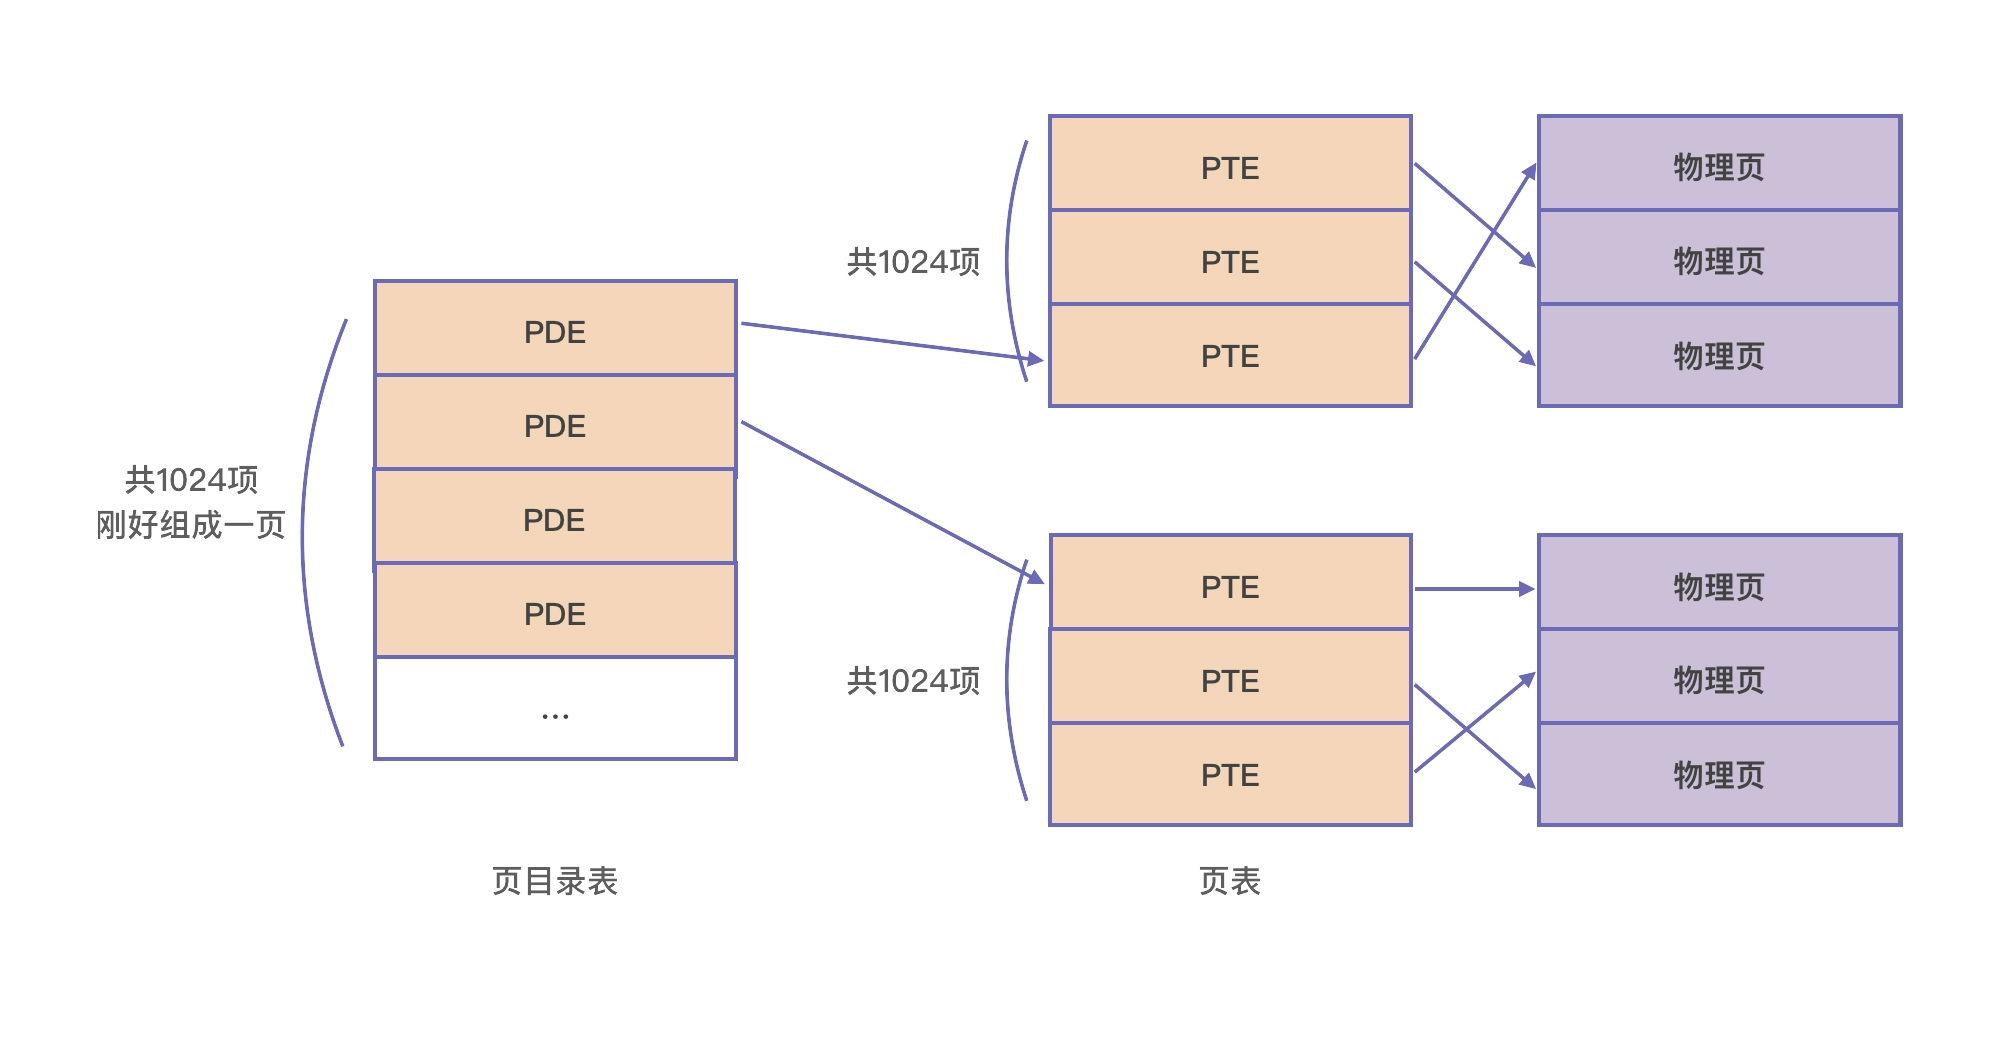 共1024项
刚好组成一页
PDE
PDE
PDE
PDE
...
页目录表
共1024项
PTE
PTE
PTE
共1024项
PTE
PTE
PTE
页表
物理页
物理页
物理页
物理页
物理页
物理页